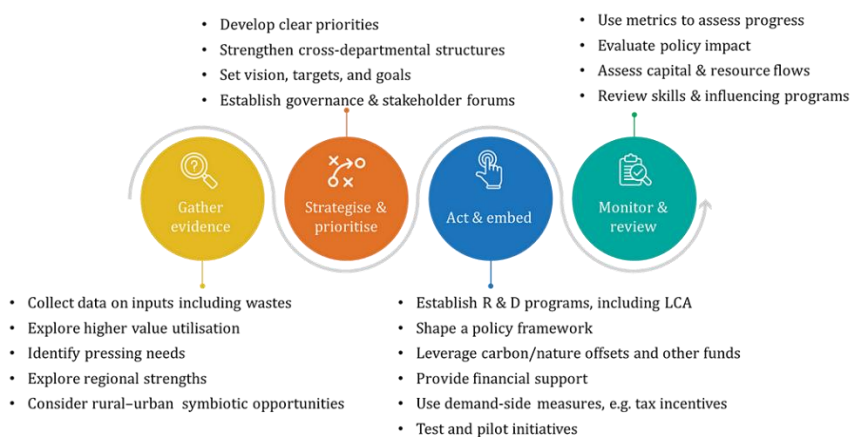 • Develop clear priorities
• Strengthen cross-departmental structures
• Set vision, targets, and goals
• Establish governance & stakeholder forums
• Use metrics to assess progress
• Evaluate policy impact
• Assess capital & resource flows
• Review skills & influencing programs
Gather
evidence
Strategise &
prioritise
Act & embed
Monitor &
review
• Collect data on inputs including wastes
• Explore higher value utilisation
• Identify pressing needs
• Explore regional strengths
• Consider rural–urban symbiotic opportunities
• Establish R & D programs, including LCA
• Shape a policy framework
• Leverage carbon/nature offsets and other funds
• Provide financial support
• Use demand-side measures, e.g. tax incentives
• Test and pilot initiatives